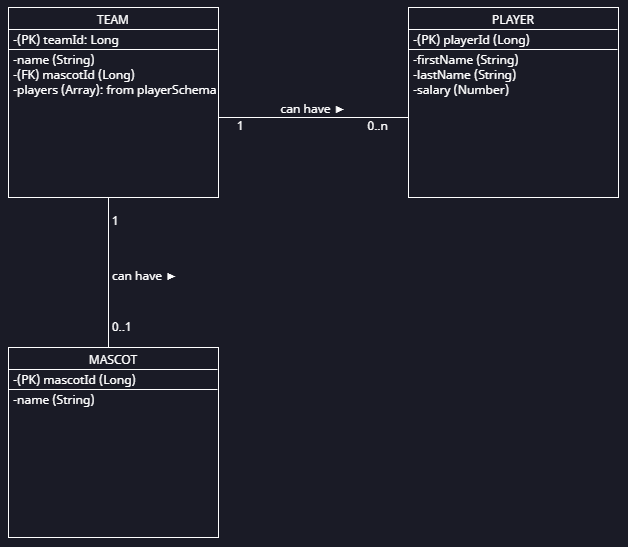 TEAM
-(PK) teamId: Long
-name (String)
-(FK) mascotId (Long)
-players (Array): from playerSchema
PLAYER
-(PK) playerId (Long)
-firstName (String)
-lastName (String)
-salary (Number)
can have ►
1
0..n
1
can have ►
0..1
MASCOT
-(PK) mascotId (Long)
-name (String)